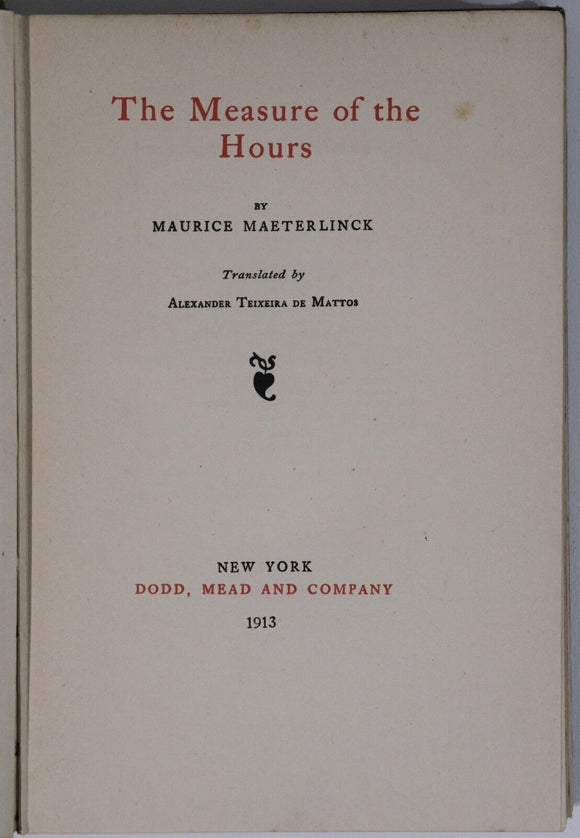 The Measure of the
Hours
BY
MAURICE MAETERLINCK
Translated by
ALEXANDER TEIXEIRA DE MATTOS
NEW YORK
DODD, MEAD AND COMPANY
1913